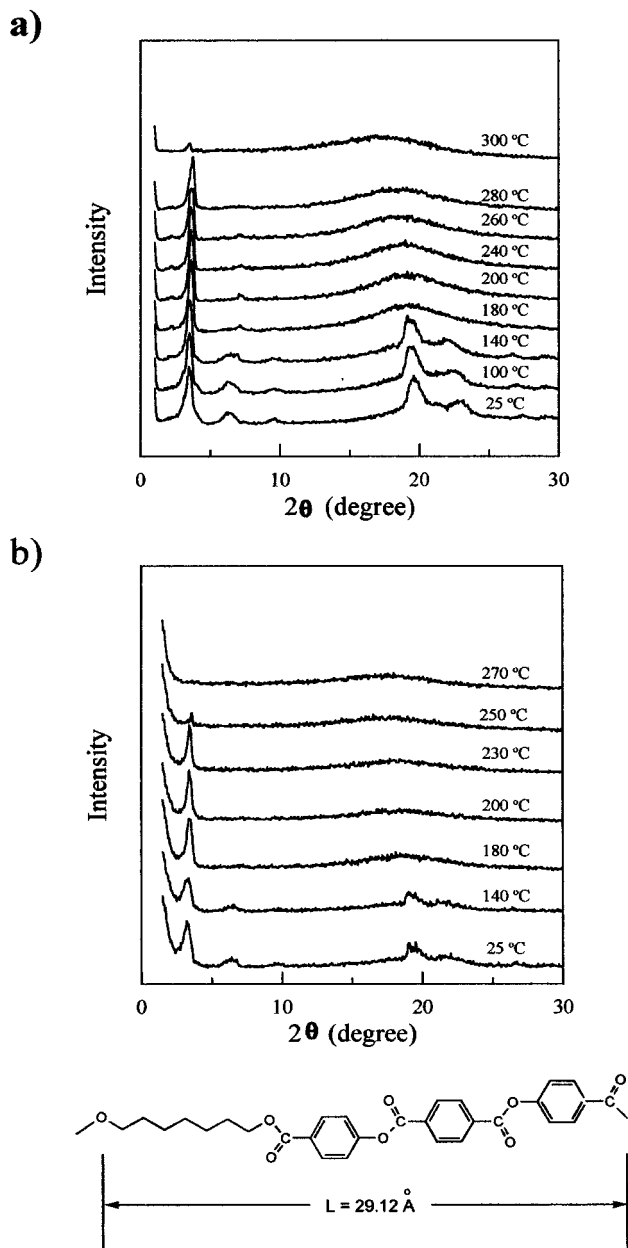 a)
300 °C
280 °C
260 °C
240 °C
200 °C
180 °C
140 °C
100 °C
25 °C
Intensity
0 10 20 30
2θ (degree)
b)
270 °C
250 °C
230 °C
200 °C
180 °C
140 °C
25 °C
Intensity
0 10 20 30
2θ (degree)
O O O O O
O O O
L = 29.12 Å